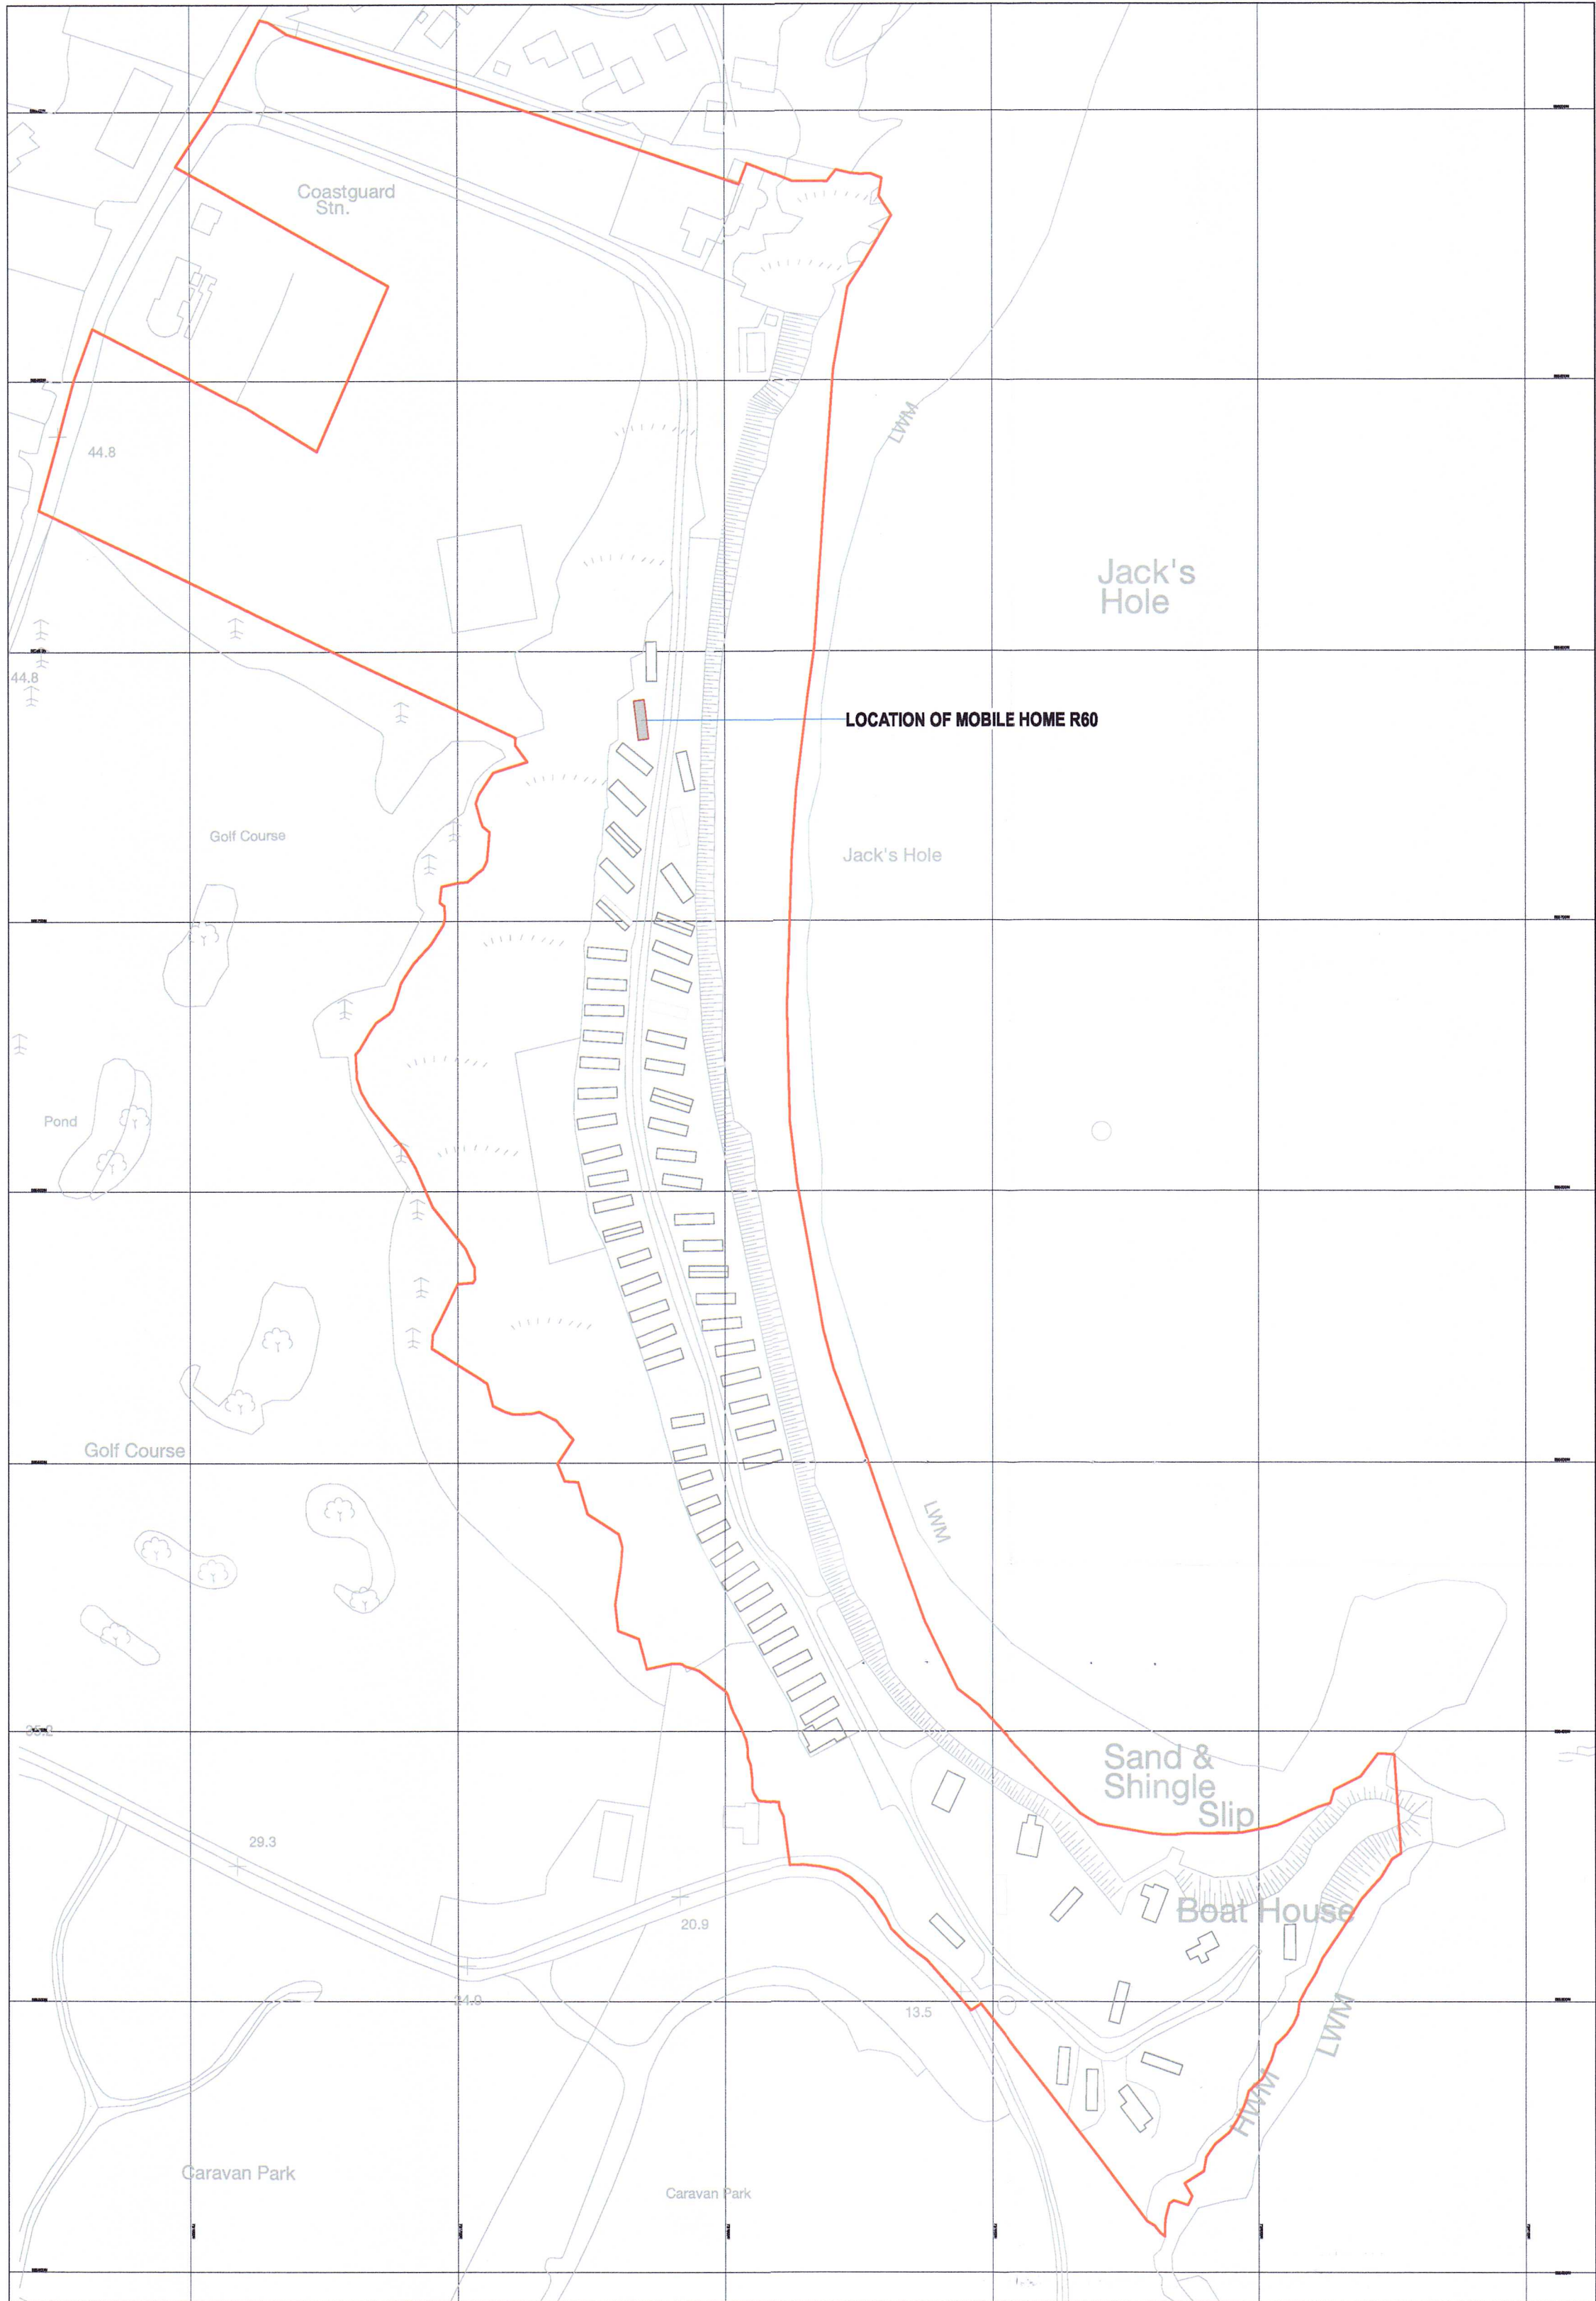 Coastguard
Stn.
LWM
44.8
Jack's
Hole
44.8
LOCATION OF MOBILE HOME R60
Golf Course
Jack's Hole
Pond
Golf Course
LWM
Sand &
Shingle
Slip
29.3
Boat House
20.9
24.9
13.5
LWM
HWM
Caravan Park
Caravan Park